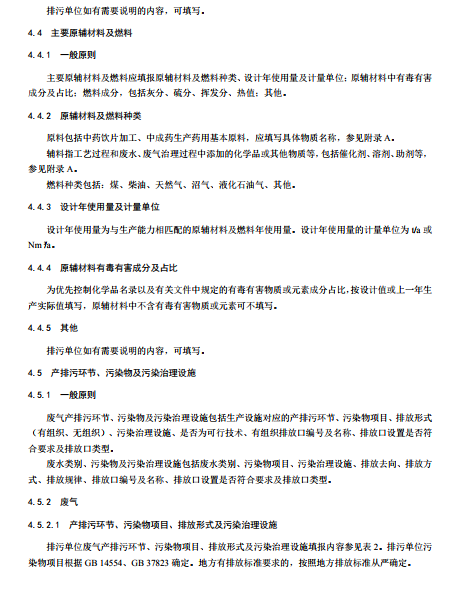 排污单位如有需要说明的内容，可填写。
4.4 主要原辅材料及燃料
4.4.1 一般原则
主要原辅材料及燃料应填报原辅材料及燃料种类、设计年使用量及计量单位；原辅材料中有毒有害
成分及占比；燃料成分，包括灰分、硫分、挥发分、热值；其他。
4.4.2 原辅材料及燃料种类
原料包括中药饮片加工、中成药生产药用基本原料，应填写具体物质名称，参见附录 A。
辅料指工艺过程和废水、废气治理过程中添加的化学品或其他物质等，包括催化剂、溶剂、助剂等，
参见附录 A。
燃料种类包括：煤、柴油、天然气、沼气、液化石油气、其他。
4.4.3 设计年使用量及计量单位
设计年使用量为与生产能力相匹配的原辅材料及燃料年使用量。设计年使用量的计量单位为 t/a 或
Nm³/a。
4.4.4 原辅材料有毒有害成分及占比
为优先控制化学品名录以及有关文件中规定的有毒有害物质或元素成分占比，按设计值或上一年生
产实际值填写，原辅材料中不含有毒有害物质或元素可不填写。
4.4.5 其他
排污单位如有需要说明的内容，可填写。
4.5 产排污环节、污染物及污染治理设施
4.5.1 一般原则
废气产排污环节、污染物及污染治理设施包括生产设施对应的产排污环节、污染物项目、排放形式
（有组织、无组织）、污染治理设施、是否为可行技术、有组织排放口编号及名称、排放口设置是否符
合要求及排放口类型。
废水类别、污染物及污染治理设施包括废水类别、污染物项目、污染治理设施、排放去向、排放方
式、排放规律、排放口编号及名称、排放口设置是否符合要求及排放口类型。
4.5.2 废气
4.5.2.1 产排污环节、污染物项目、排放形式及污染治理设施
排污单位废气产排污环节、污染物项目、排放形式及污染治理设施填报内容参见表 2。排污单位污
染物项目根据 GB 14554、GB 37823 确定。地方有排放标准要求的，按照地方排放标准从严确定。